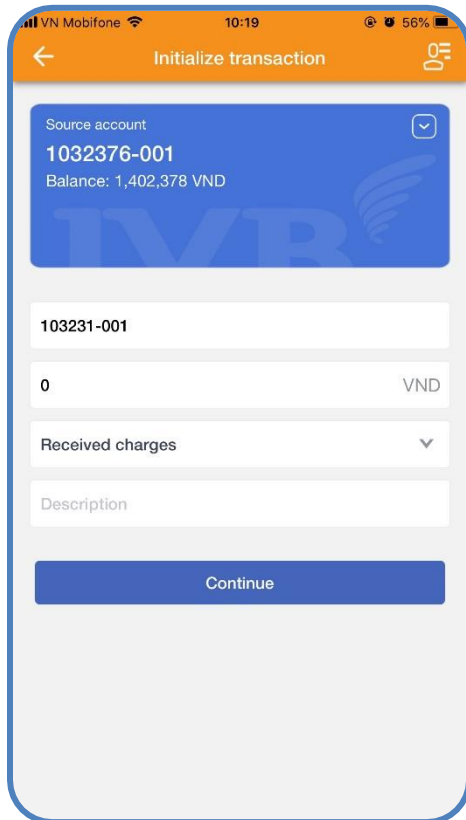 VN Mobifone 10:19 56%
Initialize transaction
Source account
1032376-001
Balance: 1,402,378 VND
IVB
103231-001
0 VND
Received charges
Description
Continue